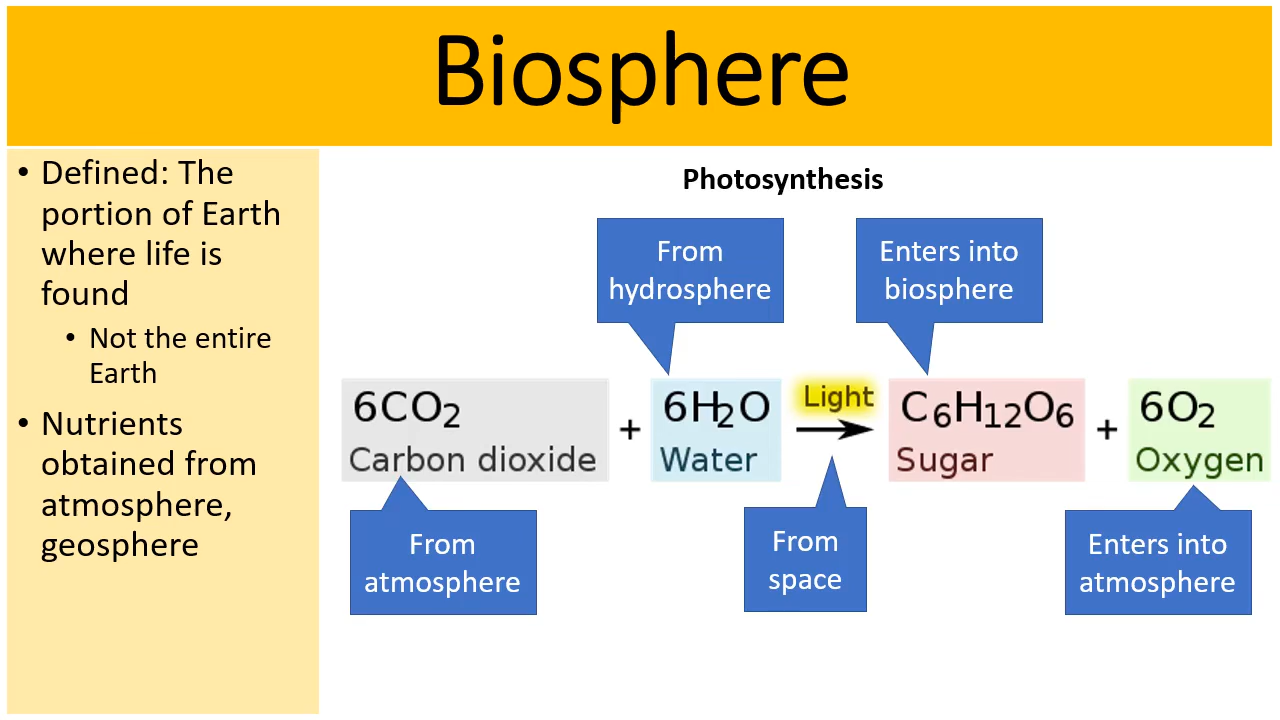 Biosphere
• Defined: The
portion of Earth
where life is
found
• Not the entire
Earth
• Nutrients
obtained from
atmosphere,
geosphere
Photosynthesis
From
hydrosphere
Enters into
biosphere
6CO₂ + 6H₂O Light C₆H₁₂O₆ + 6O₂
Carbon dioxide Water Sugar Oxygen
From
atmosphere
From
space
Enters into
atmosphere